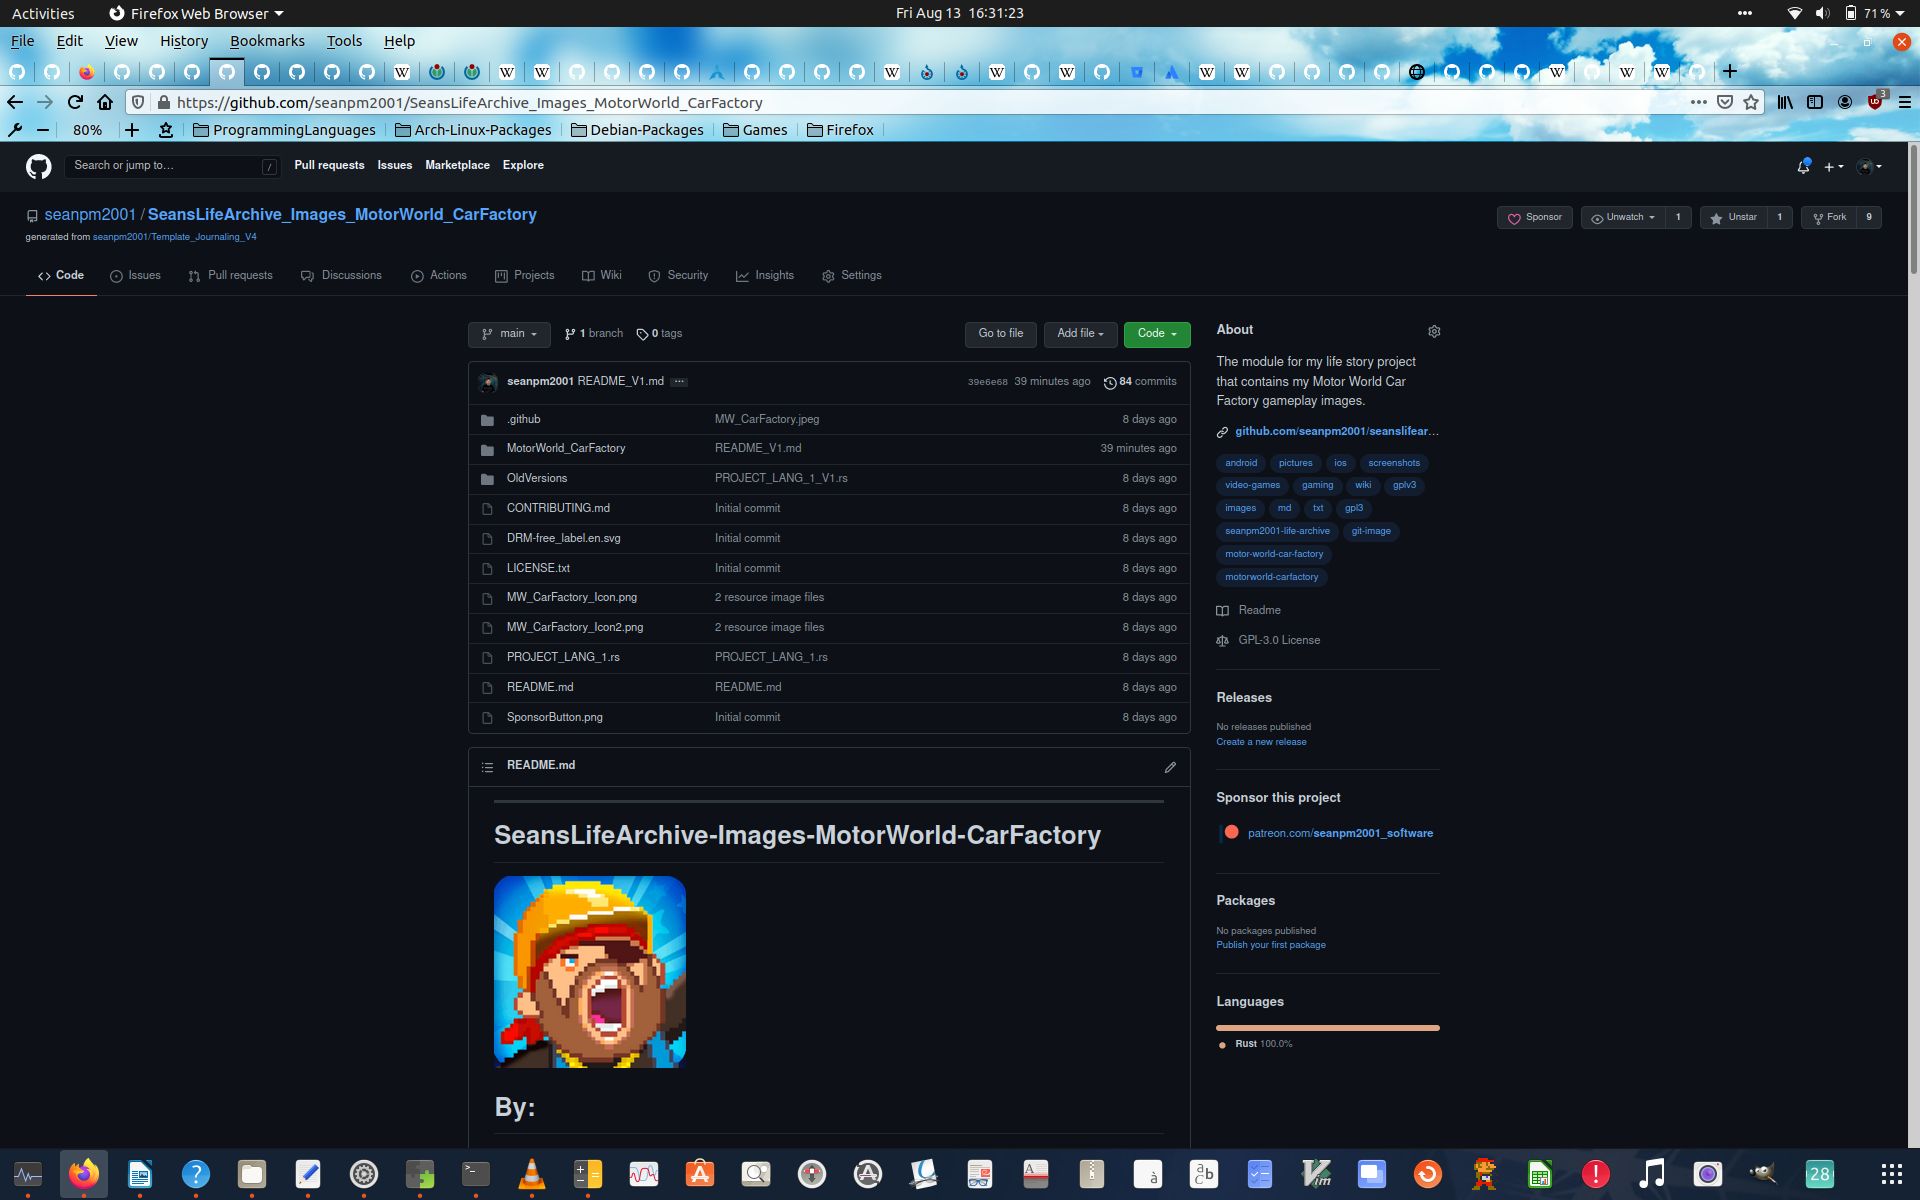 Activities Firefox Web Browser Fri Aug 13 16:31:23 71 %
File Edit View History Bookmarks Tools Help
https://github.com/seanpm2001/SeansLifeArchive_Images_MotorWorld_CarFactory 3
80% ProgrammingLanguages Arch-Linux-Packages Debian-Packages Games Firefox
Search or jump to… / Pull requests Issues Marketplace Explore
seanpm2001 / SeansLifeArchive_Images_MotorWorld_CarFactory Sponsor Unwatch 1 Unstar 1 Fork 9
generated from seanpm2001/Template_Journaling_V4
Code Issues Pull requests Discussions Actions Projects Wiki Security Insights Settings
main 1 branch 0 tags Go to file Add file Code
seanpm2001 README_V1.md … 39e6e68 39 minutes ago 84 commits
.github MW_CarFactory.jpeg 8 days ago
MotorWorld_CarFactory README_V1.md 39 minutes ago
OldVersions PROJECT_LANG_1_V1.rs 8 days ago
CONTRIBUTING.md Initial commit 8 days ago
DRM-free_label.en.svg Initial commit 8 days ago
LICENSE.txt Initial commit 8 days ago
MW_CarFactory_Icon.png 2 resource image files 8 days ago
MW_CarFactory_Icon2.png 2 resource image files 8 days ago
PROJECT_LANG_1.rs PROJECT_LANG_1.rs 8 days ago
README.md README.md 8 days ago
SponsorButton.png Initial commit 8 days ago
README.md
SeansLifeArchive-Images-MotorWorld-CarFactory
By:
About
The module for my life story project
that contains my Motor World Car
Factory gameplay images.
github.com/seanpm2001/seanslifear…
android pictures ios screenshots
video-games gaming wiki gplv3
images md txt gpl3
seanpm2001-life-archive git-image
motor-world-car-factory
motorworld-carfactory
Readme
GPL-3.0 License
Releases
No releases published
Create a new release
Sponsor this project
patreon.com/seanpm2001_software
Packages
No packages published
Publish your first package
Languages
Rust 100.0%
28